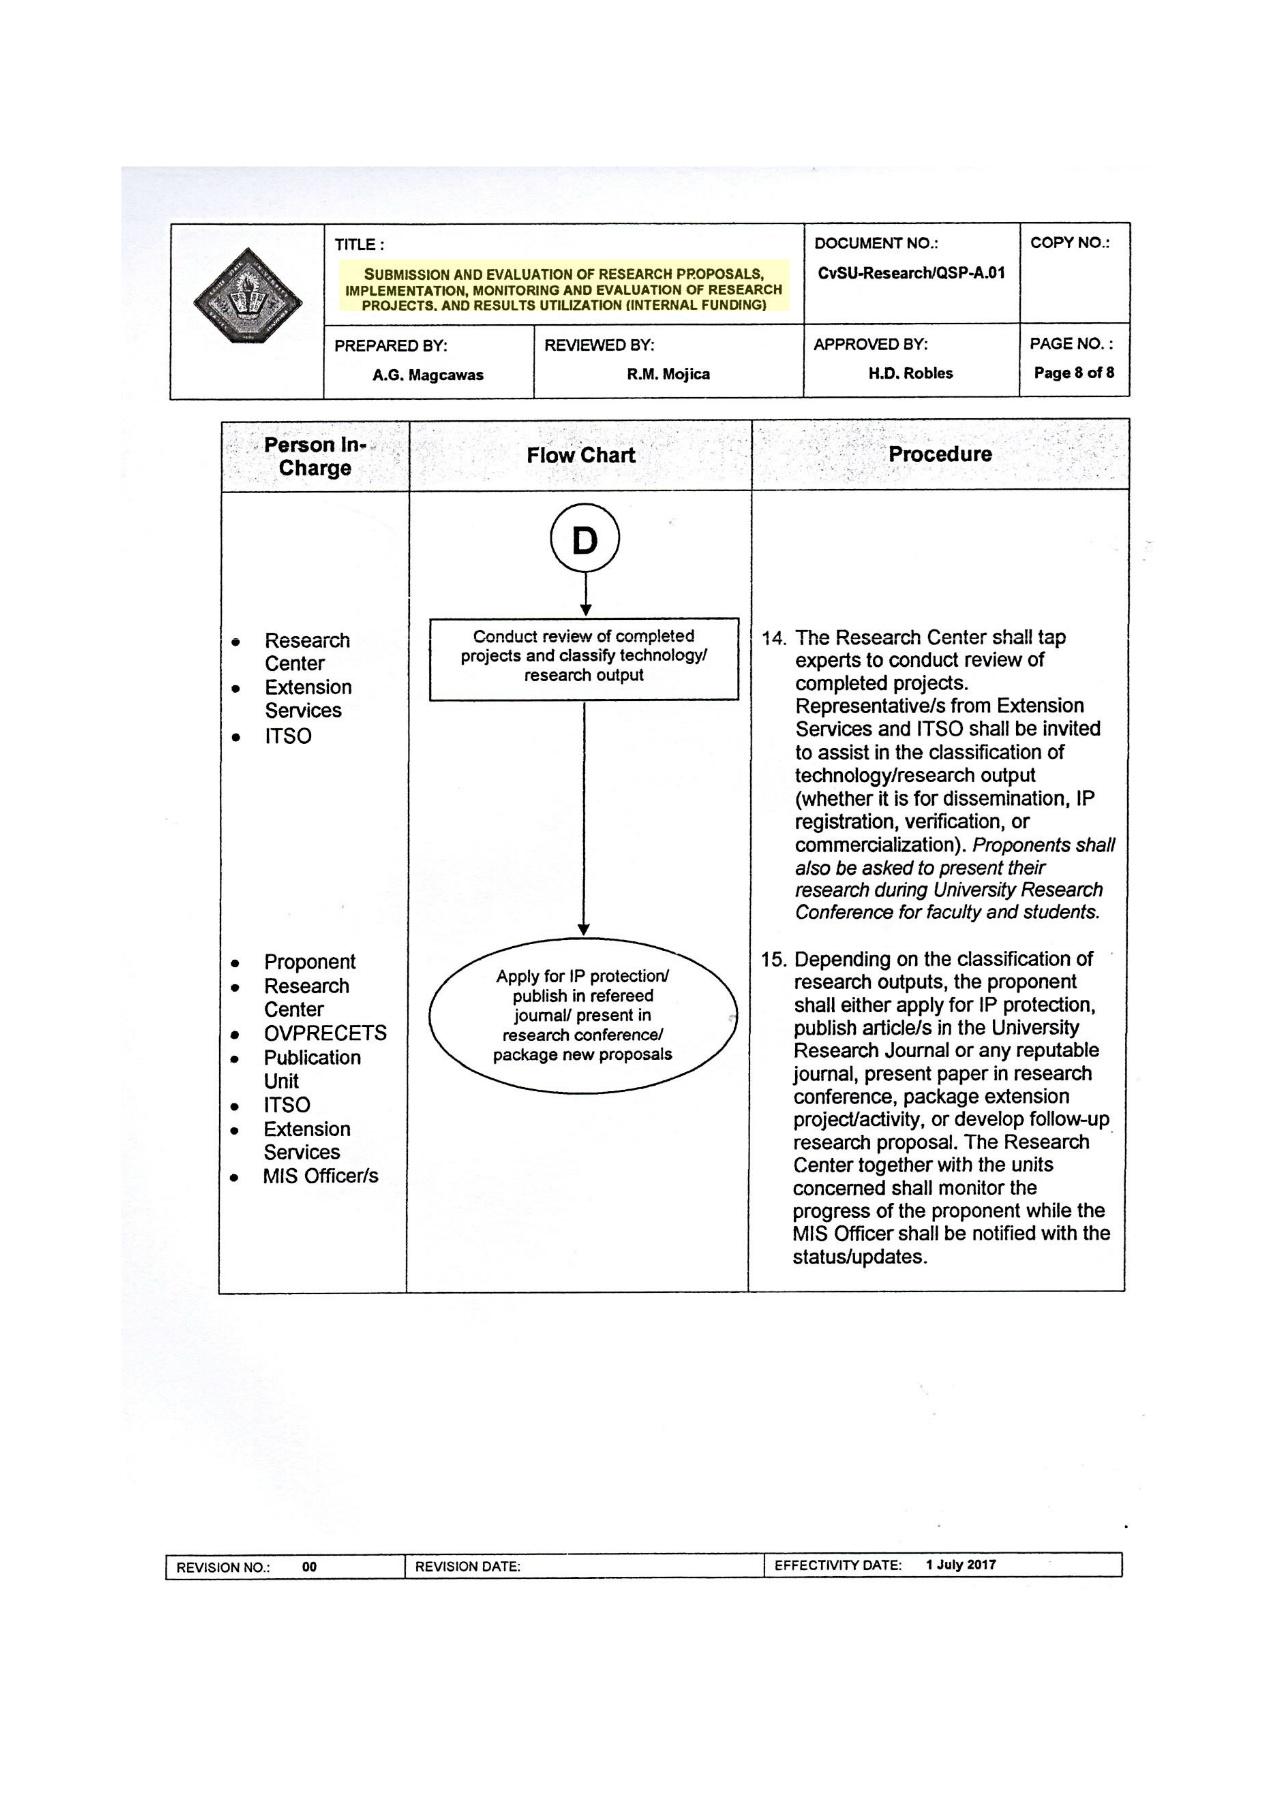 TITLE :
SUBMISSION AND EVALUATION OF RESEARCH PROPOSALS,
IMPLEMENTATION, MONITORING AND EVALUATION OF RESEARCH
PROJECTS, AND RESULTS UTILIZATION (INTERNAL FUNDING)
DOCUMENT NO.:
CvSU-Research/QSP-A.01
COPY NO.:
PREPARED BY:
A.G. Magcawas
REVIEWED BY:
R.M. Mojica
APPROVED BY:
H.D. Robles
PAGE NO. :
Page 8 of 8
Person In-
Charge
Flow Chart
Procedure
D
• Research
Center
• Extension
Services
• ITSO
Conduct review of completed
projects and classify technology/
research output
14. The Research Center shall tap
experts to conduct review of
completed projects.
Representative/s from Extension
Services and ITSO shall be invited
to assist in the classification of
technology/research output
(whether it is for dissemination, IP
registration, verification, or
commercialization). Proponents shall
also be asked to present their
research during University Research
Conference for faculty and students.
• Proponent
• Research
Center
• OVPRECETS
• Publication
Unit
• ITSO
• Extension
Services
• MIS Officer/s
Apply for IP protection/
publish in refereed
journal/ present in
research conference/
package new proposals
15. Depending on the classification of
research outputs, the proponent
shall either apply for IP protection,
publish article/s in the University
Research Journal or any reputable
journal, present paper in research
conference, package extension
project/activity, or develop follow-up
research proposal. The Research
Center together with the units
concerned shall monitor the
progress of the proponent while the
MIS Officer shall be notified with the
status/updates.
REVISION NO.: 00
REVISION DATE:
EFFECTIVITY DATE: 1 July 2017